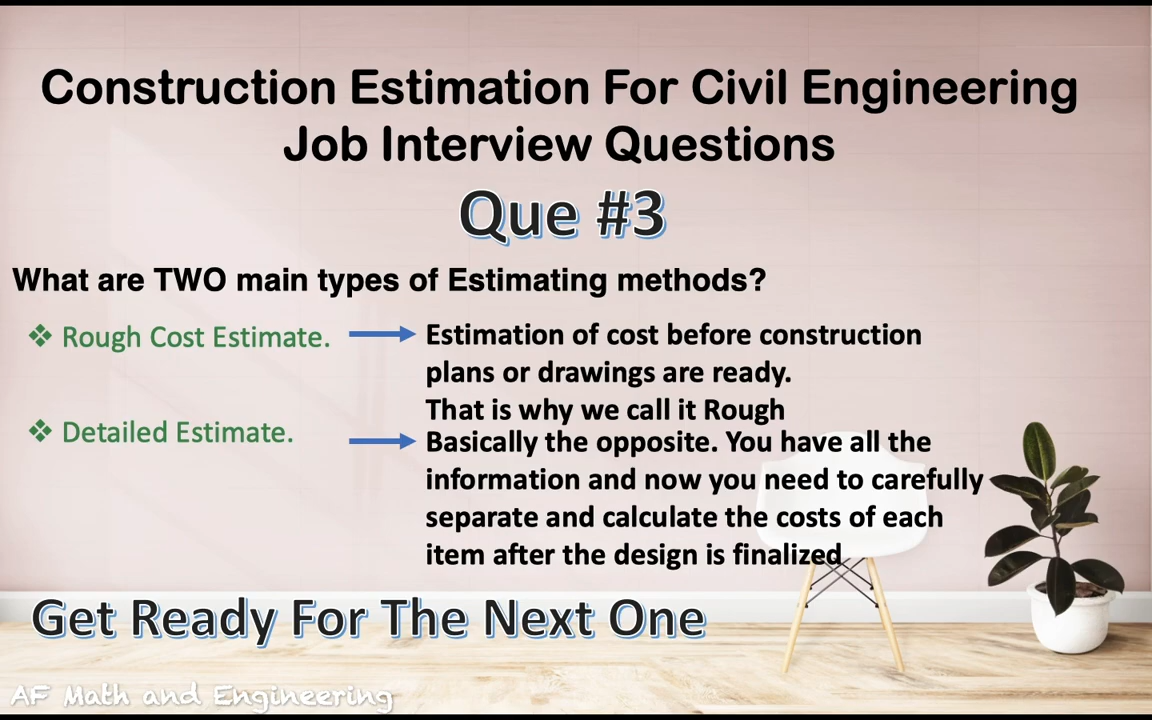 Construction Estimation For Civil Engineering
Job Interview Questions
Que #3
What are TWO main types of Estimating methods?
Rough Cost Estimate.
Estimation of cost before construction
plans or drawings are ready.
That is why we call it Rough
Detailed Estimate.
Basically the opposite. You have all the
information and now you need to carefully
separate and calculate the costs of each
item after the design is finalized
Get Ready For The Next One
AF Math and Engineering